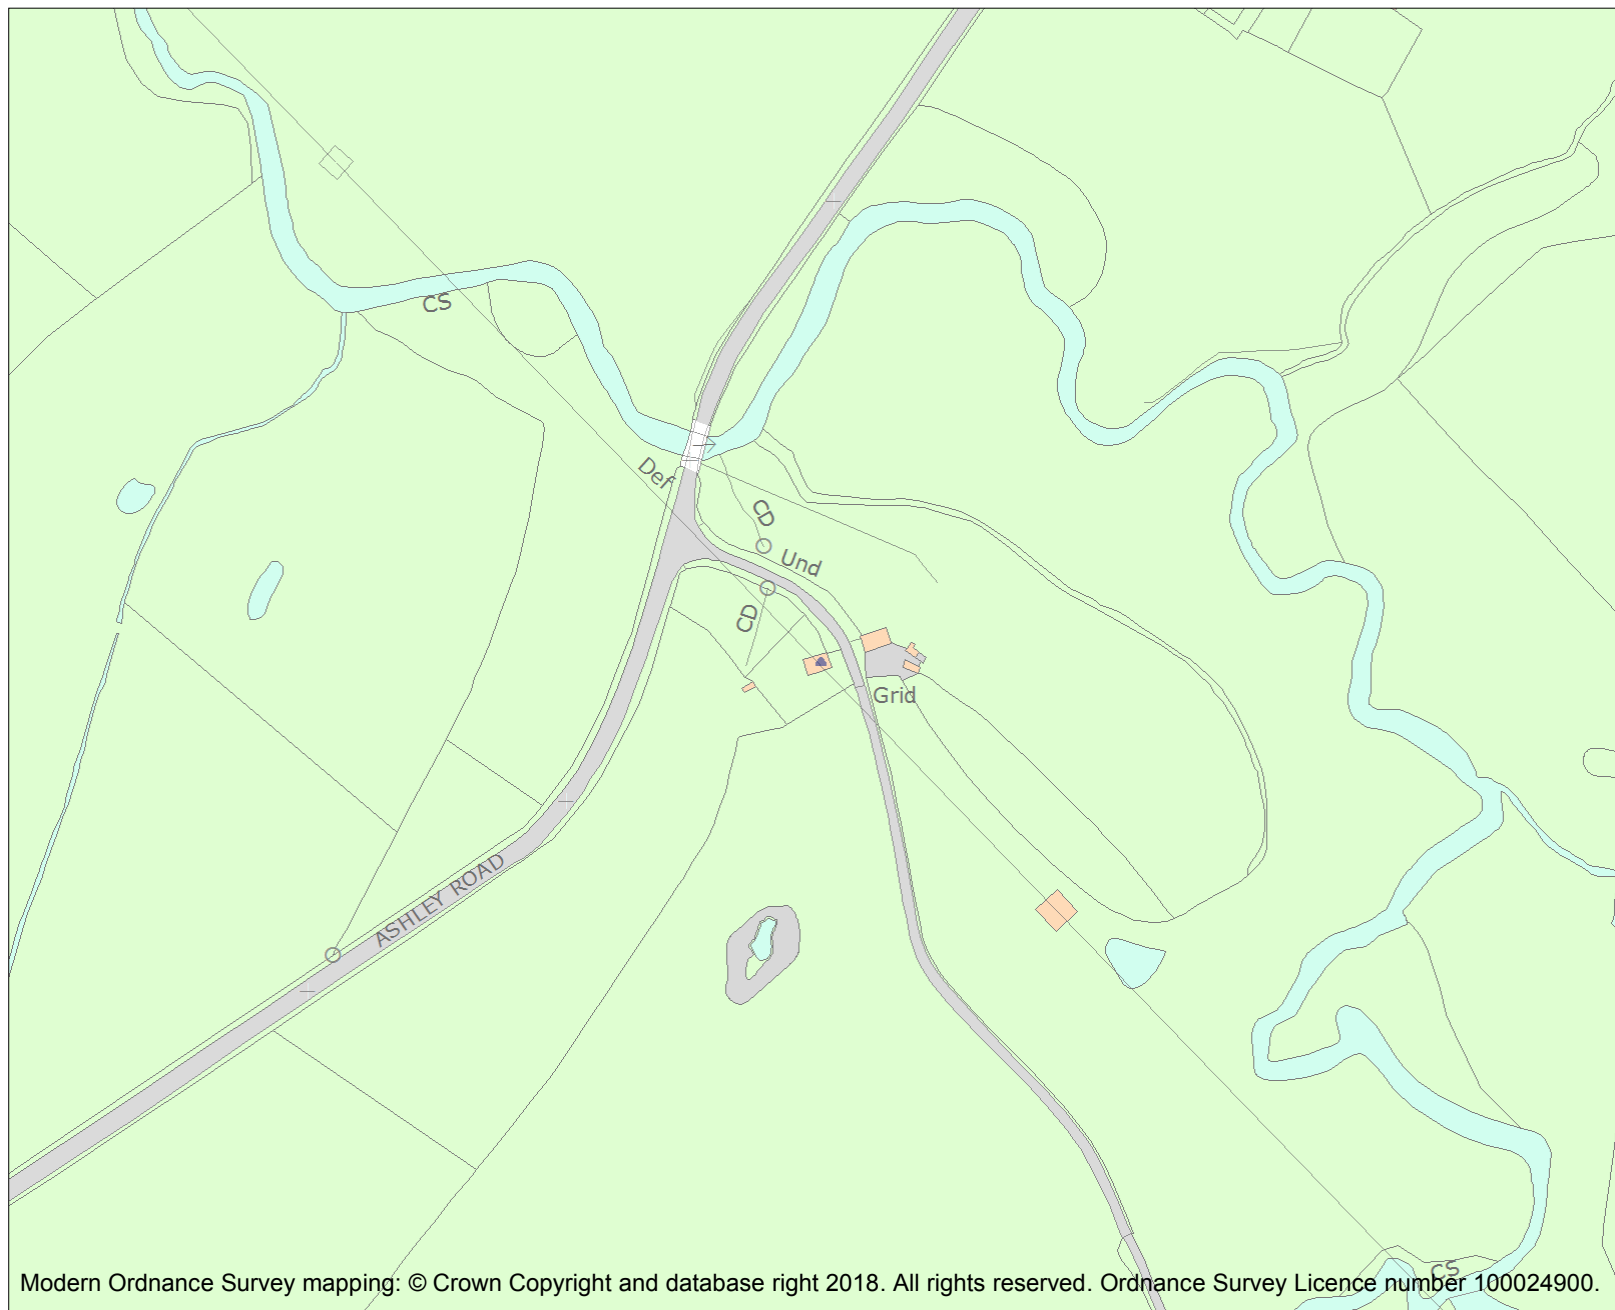 CS
Def
CD
Und
CD
Grid
ASHLEY ROAD
CS
Modern Ordnance Survey mapping: © Crown Copyright and database right 2018. All rights reserved. Ordnance Survey Licence number 100024900.